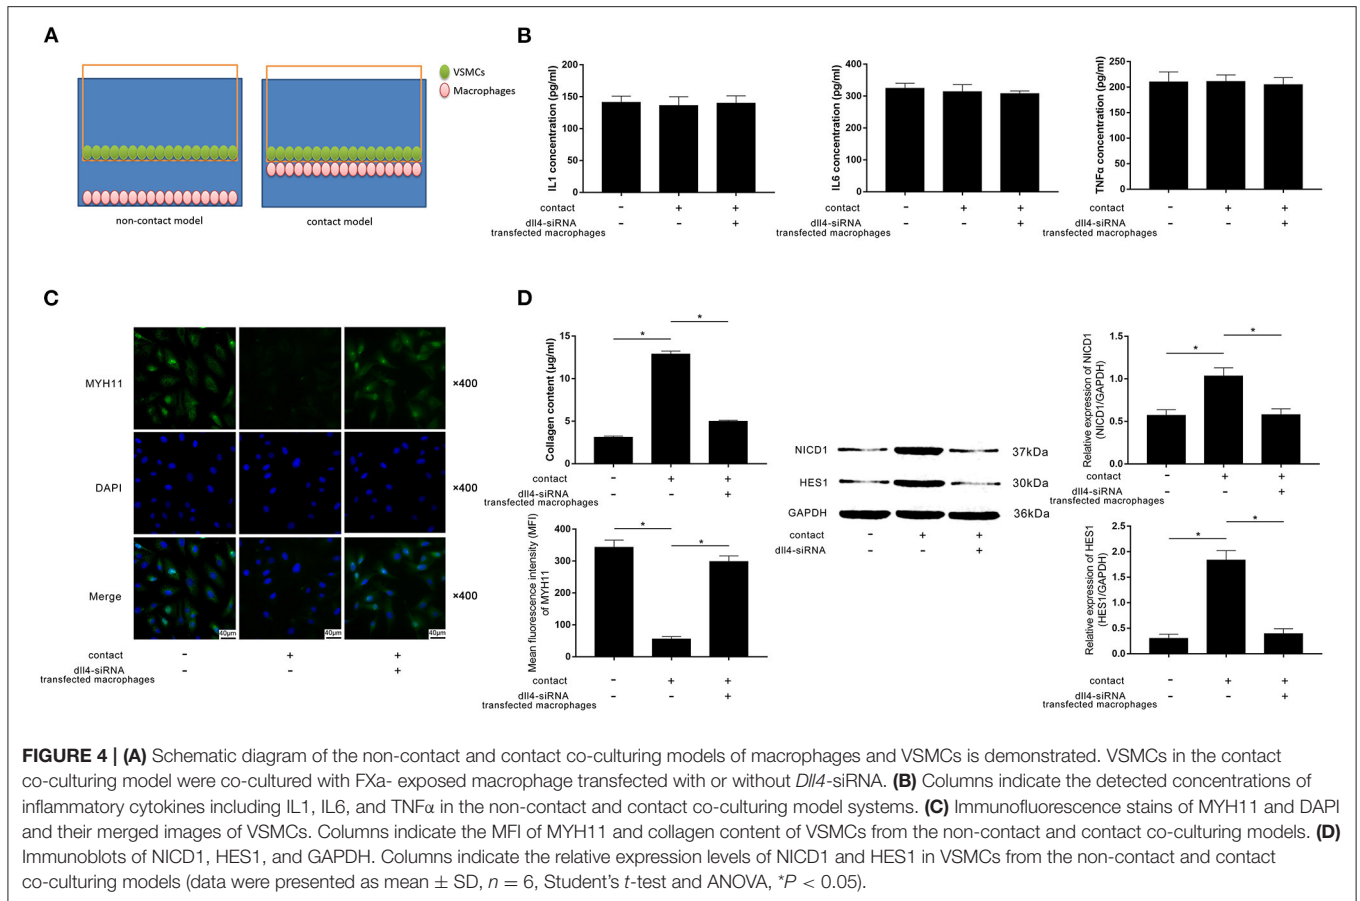 (A)
VSMCs
Macrophages
non-contact model
contact model
(B)
IL1 concentration (pg/ml)
200
150
100
50
0
contact - + +
dll4-siRNA
transfected macrophages - - +
IL6 concentration (pg/ml)
400
300
200
100
0
contact - + +
dll4-siRNA
transfected macrophages - - +
TNFα concentration (pg/ml)
250
200
150
100
50
0
contact - + +
dll4-siRNA
transfected macrophages - - +
C
MYH11 ×400
DAPI ×400
Merge ×400
40μm 40μm 40μm
contact - + +
dll4-siRNA
transfected macrophages - - +
D
Collagen content (μg/ml)
15
10
5
0
* *
contact - + +
dll4-siRNA
transfected macrophages - - +
Mean fluorescence intensity (MFI)
of MYH11
400
300
200
100
0
* *
contact - + +
dll4-siRNA
transfected macrophages - - +
NICD1 37kDa
HES1 30kDa
GAPDH 36kDa
contact - + +
dll4-siRNA - - +
Relative expression of NICD1
(NICD1/GAPDH)
1.5
1.0
0.5
0.0
* *
contact - + +
dll4-siRNA
transfected macrophages - - +
Relative expression of HES1
(HES1/GAPDH)
2.5
2.0
1.5
1.0
0.5
0.0
* *
contact - + +
dll4-siRNA
transfected macrophages - - +
FIGURE 4 | (A) Schematic diagram of the non-contact and contact co-culturing models of macrophages and VSMCs is demonstrated. VSMCs in the contact
co-culturing model were co-cultured with FXa- exposed macrophage transfected with or without Dll4-siRNA. (B) Columns indicate the detected concentrations of
inflammatory cytokines including IL1, IL6, and TNFα in the non-contact and contact co-culturing model systems. (C) Immunofluorescence stains of MYH11 and DAPI
and their merged images of VSMCs. Columns indicate the MFI of MYH11 and collagen content of VSMCs from the non-contact and contact co-culturing models. (D)
Immunoblots of NICD1, HES1, and GAPDH. Columns indicate the relative expression levels of NICD1 and HES1 in VSMCs from the non-contact and contact
co-culturing models (data were presented as mean ± SD, n = 6, Student's t-test and ANOVA, *P < 0.05).